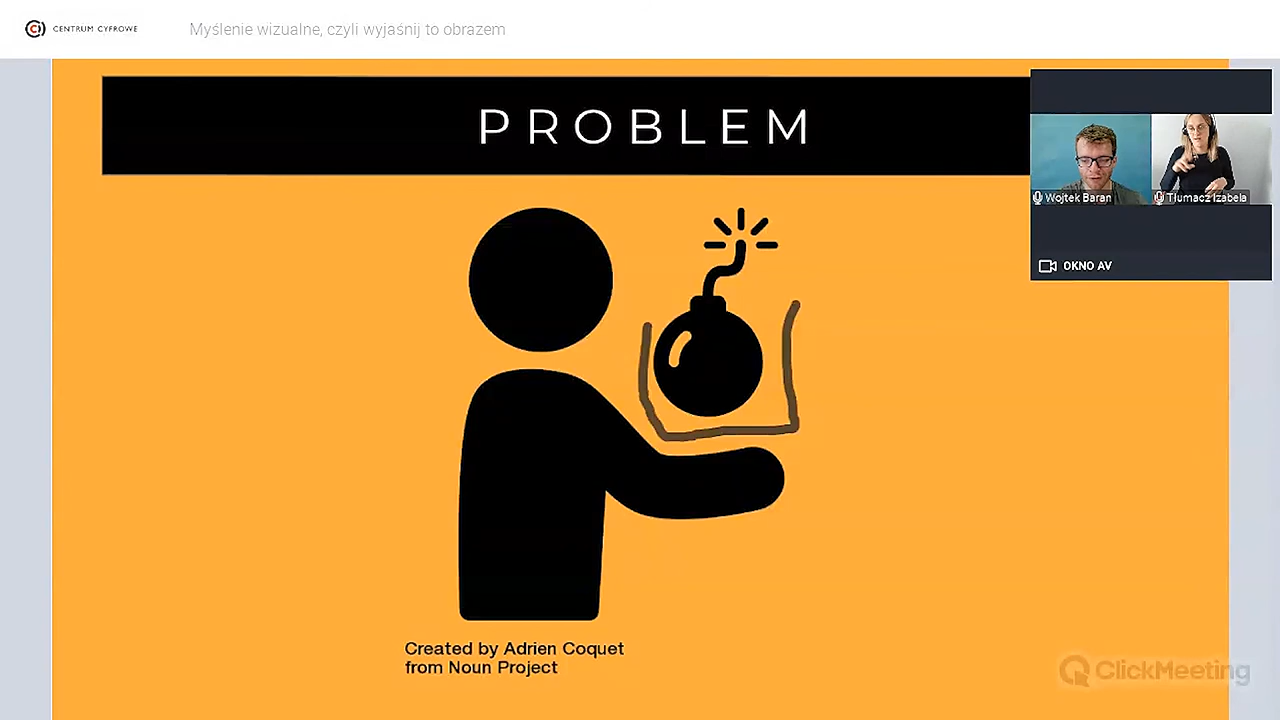 CENTRUM CYFROWE
Myślenie wizualne, czyli wyjaśnij to obrazem
PROBLEM
Wojtek Baran
Tłumacz Izabela
OKNO AV
Created by Adrien Coquet
from Noun Project
ClickMeeting